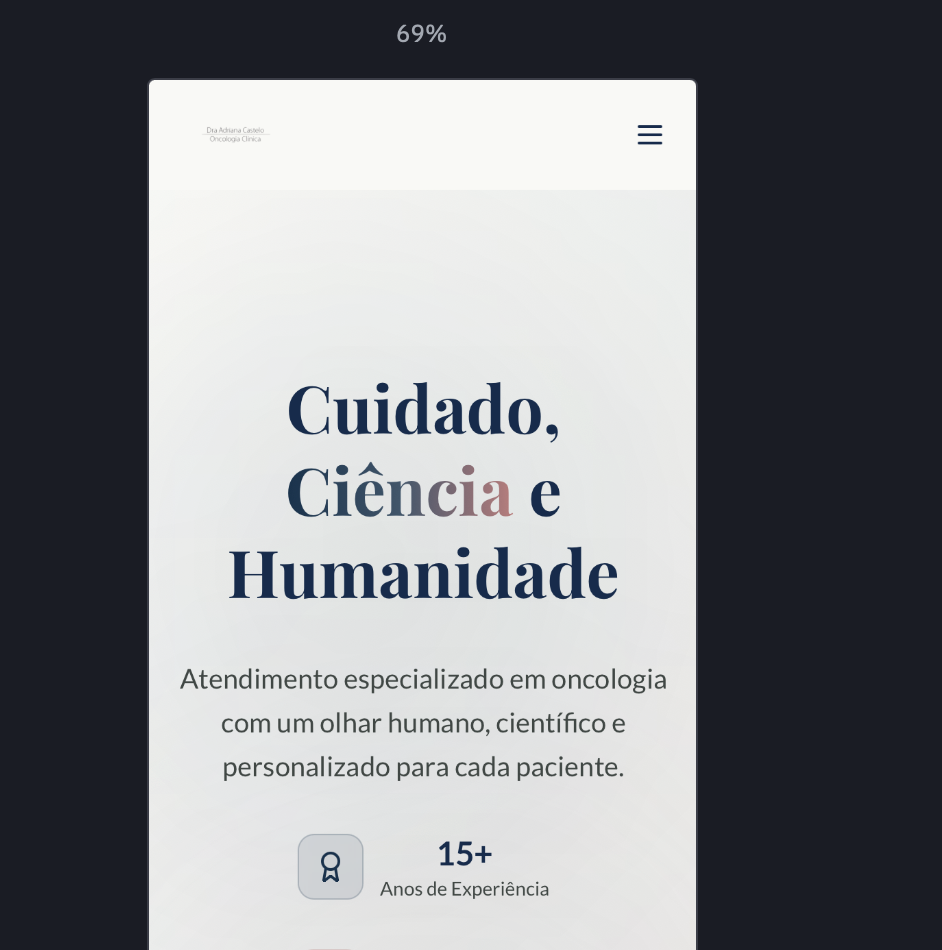 69%
Dra Adriana Castelo
Oncologia Clínica
Cuidado,
Ciência e
Humanidade
Atendimento especializado em oncologia
com um olhar humano, científico e
personalizado para cada paciente.
15+
Anos de Experiência